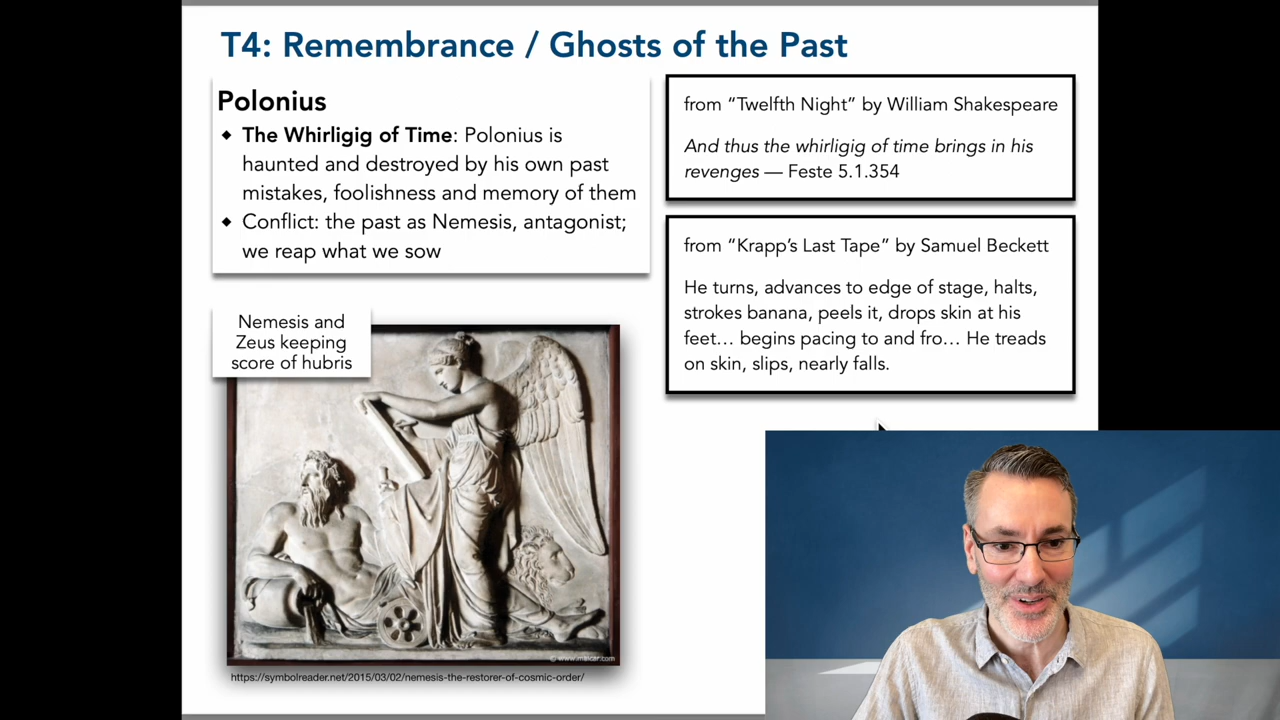 T4: Remembrance / Ghosts of the Past
Polonius
◆ The Whirligig of Time: Polonius is
haunted and destroyed by his own past
mistakes, foolishness and memory of them
◆ Conflict: the past as Nemesis, antagonist;
we reap what we sow
from “Twelfth Night” by William Shakespeare
And thus the whirligig of time brings in his
revenges — Feste 5.1.354
from “Krapp’s Last Tape” by Samuel Beckett
He turns, advances to edge of stage, halts,
strokes banana, peels it, drops skin at his
feet… begins pacing to and fro… He treads
on skin, slips, nearly falls.
Nemesis and
Zeus keeping
score of hubris
https://symbolreader.net/2015/03/02/nemesis-the-restorer-of-cosmic-order/